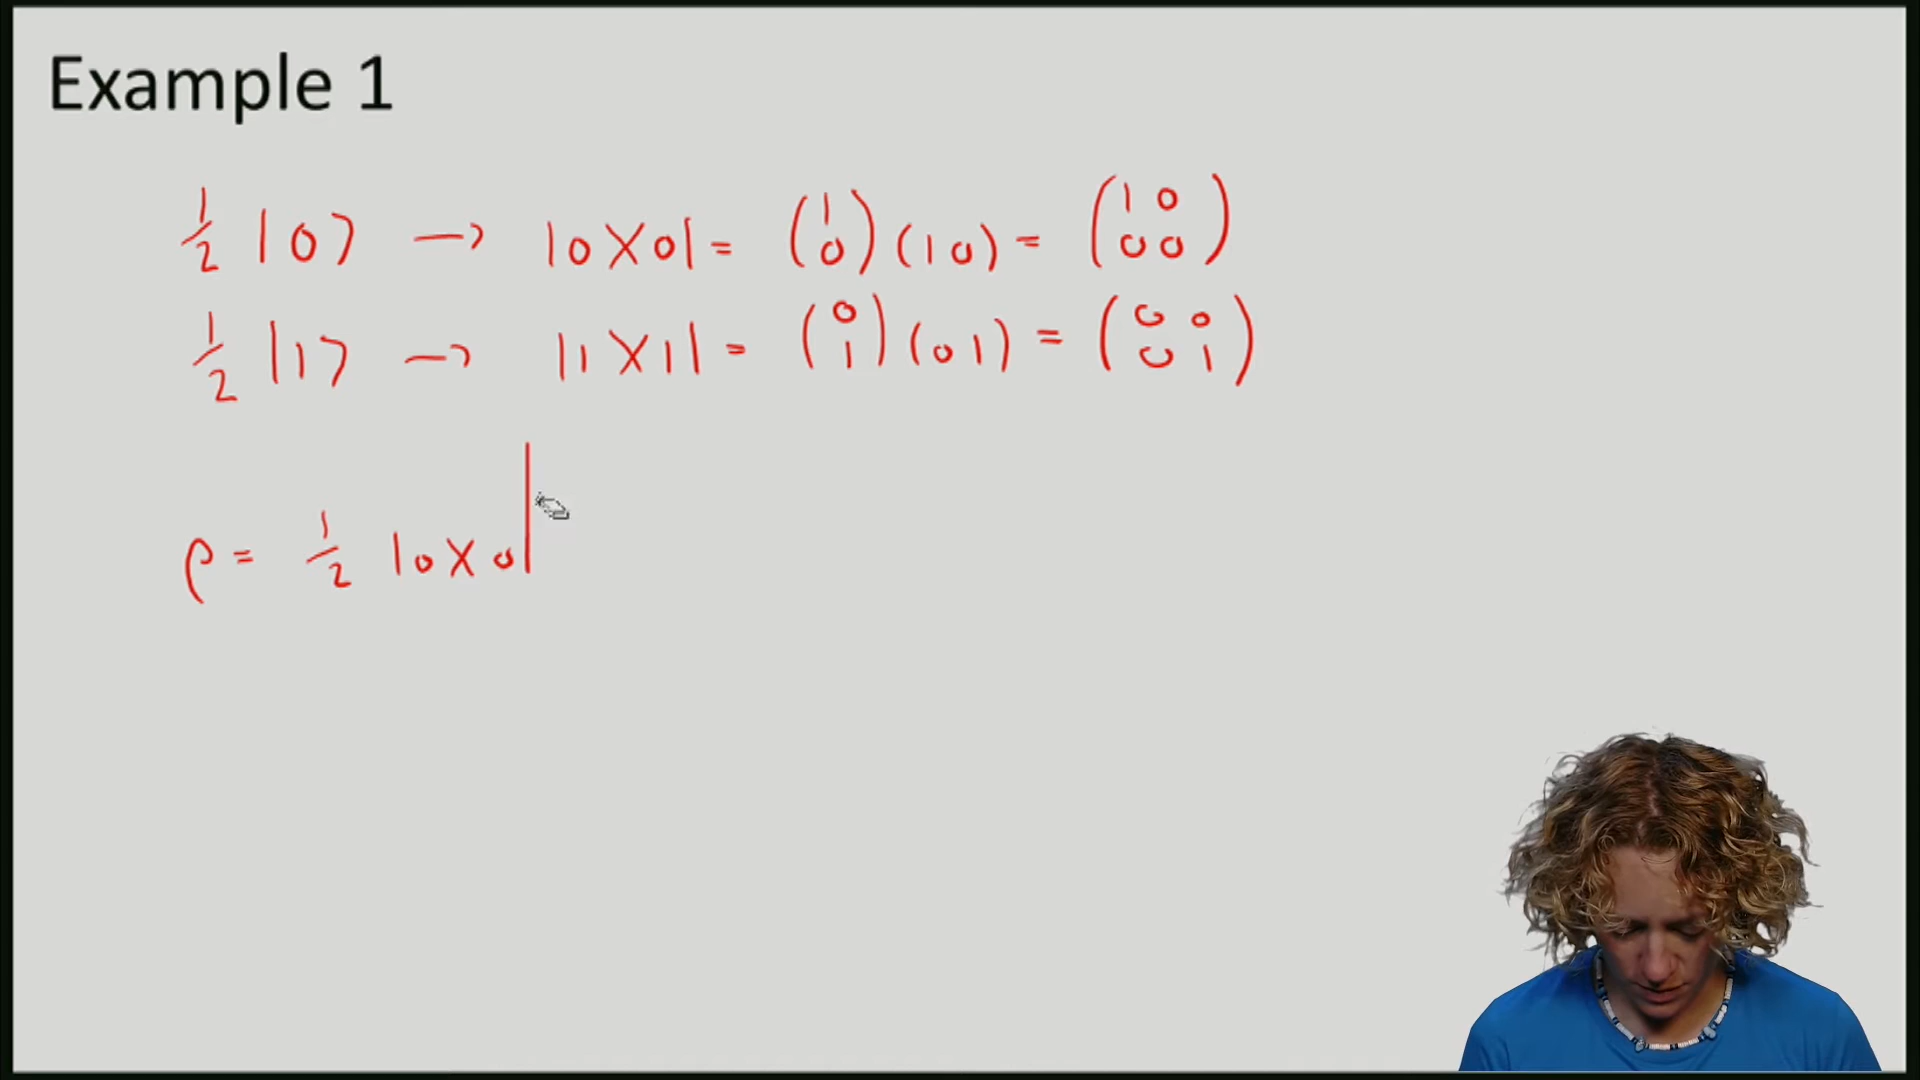 Example 1
1/2 |0⟩ → |0⟩⟨0| = (1 0) (1 0) = (1 0 0 0)
1/2 |1⟩ → |1⟩⟨1| = (0 1) (0 1) = (0 0 0 1)
ρ = 1/2 |0⟩⟨0|